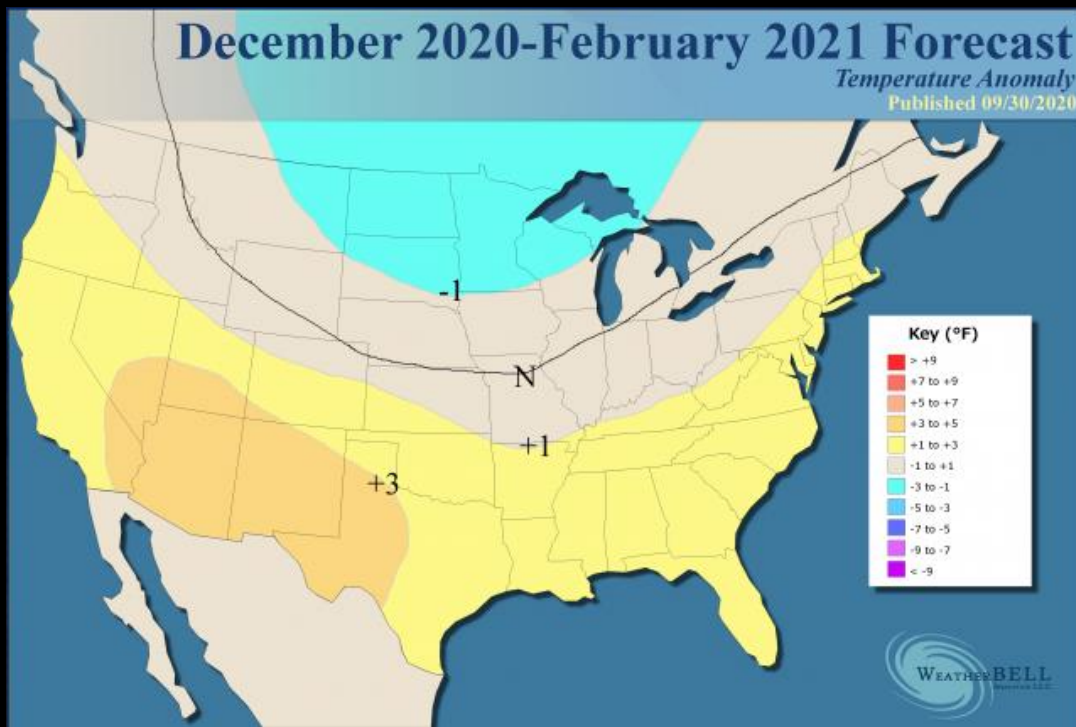 December 2020-February 2021 Forecast
Temperature Anomaly
Published 09/30/2020
-1
N
+1
+3
Key (°F)
> +9
+7 to +9
+5 to +7
+3 to +5
+1 to +3
-1 to +1
-3 to -1
-5 to -3
-7 to -5
-9 to -7
< -9
WEATHERBELL